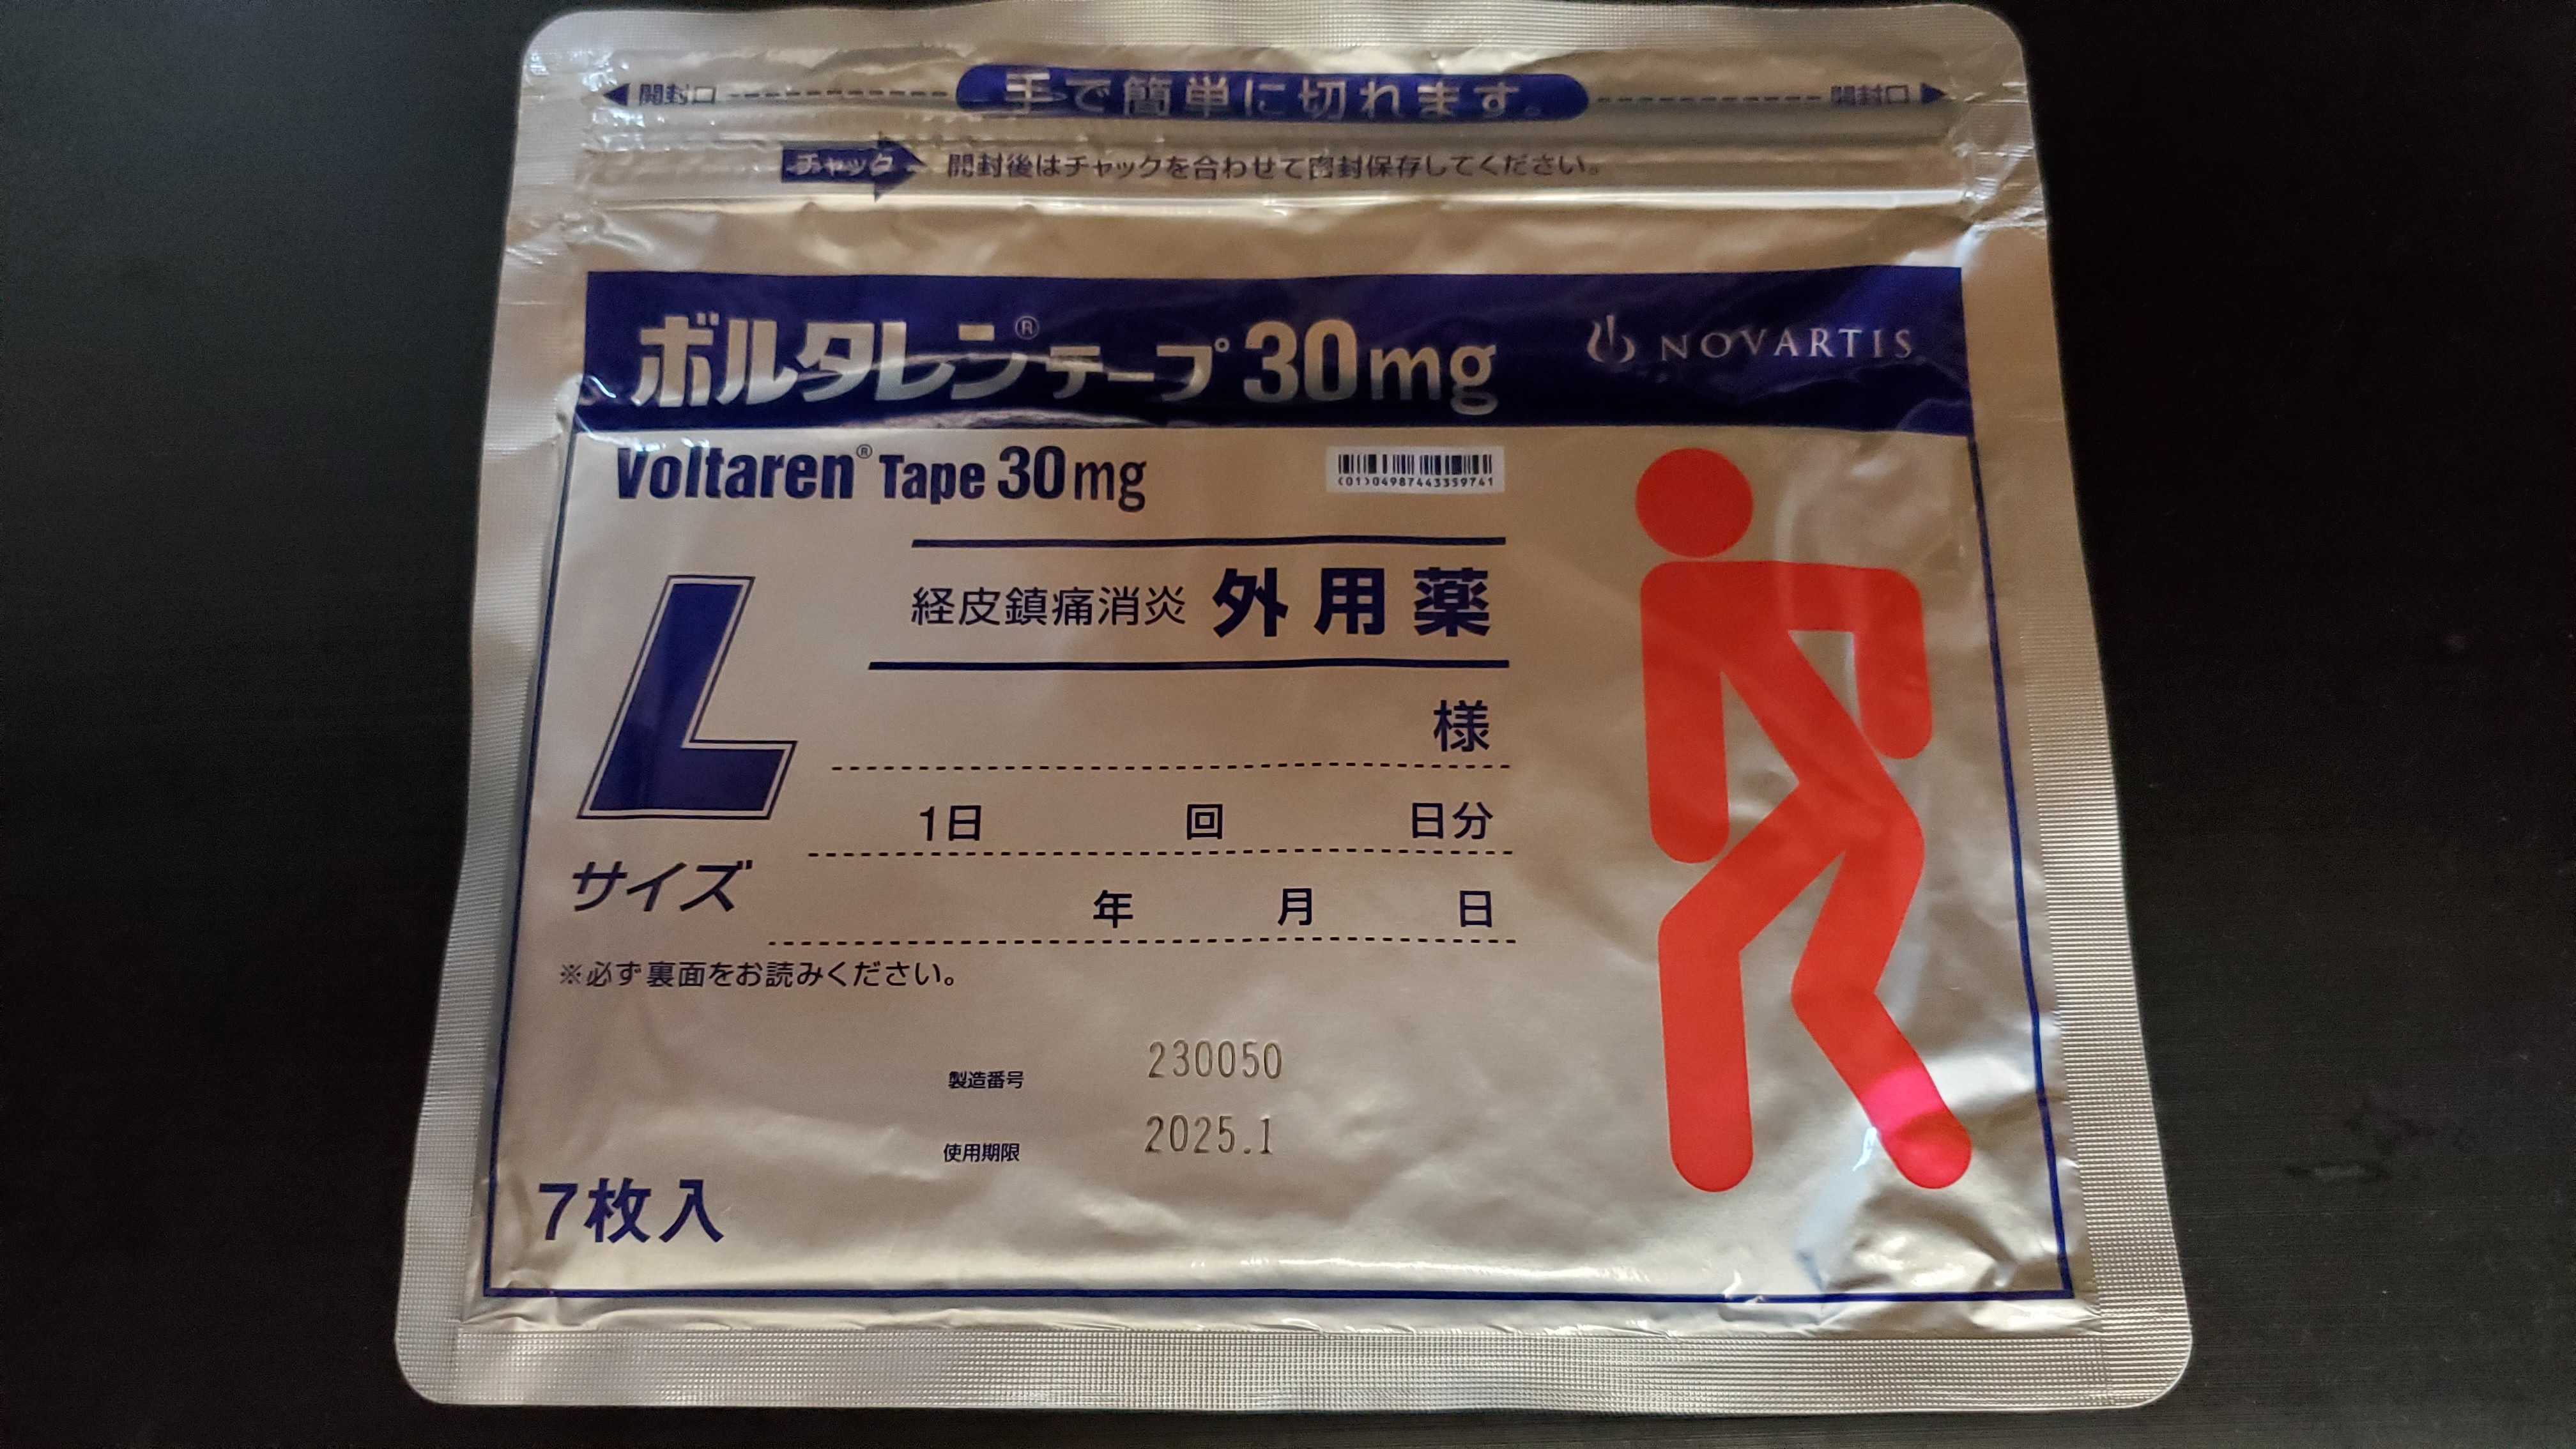 開封口 手で簡単に切れます。 開封口
チャック 開封後はチャックを合わせて密封保存してください。
ボルタレン®テープ30mg NOVARTIS
Voltaren® Tape 30mg
(01)04987443359741
経皮鎮痛消炎 外用薬
L
サイズ
様
1日 回 日分
年 月 日
※必ず裏面をお読みください。
製造番号 230050
使用期限 2025.1
7枚入